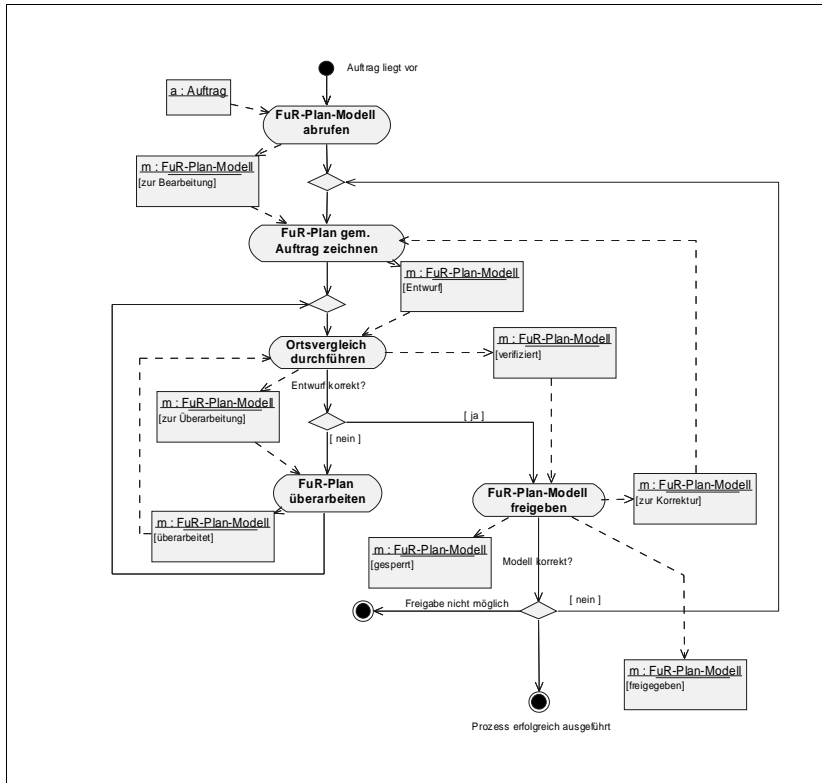 Auftrag liegt vor
a : Auftrag
FuR-Plan-Modell
abrufen
m : FuR-Plan-Modell
[zur Bearbeitung]
FuR-Plan gem.
Auftrag zeichnen
m : FuR-Plan-Modell
[Entwurf]
Ortsvergleich
durchführen
m : FuR-Plan-Modell
[verifiziert]
Entwurf korrekt?
m : FuR-Plan-Modell
[zur Überarbeitung]
[ ja ]
[ nein ]
FuR-Plan
überarbeiten
FuR-Plan-Modell
freigeben
m : FuR-Plan-Modell
[zur Korrektur]
m : FuR-Plan-Modell
[überarbeitet]
m : FuR-Plan-Modell
[gesperrt]
Modell korrekt?
Freigabe nicht möglich
[ nein ]
m : FuR-Plan-Modell
[freigegeben]
Prozess erfolgreich ausgeführt